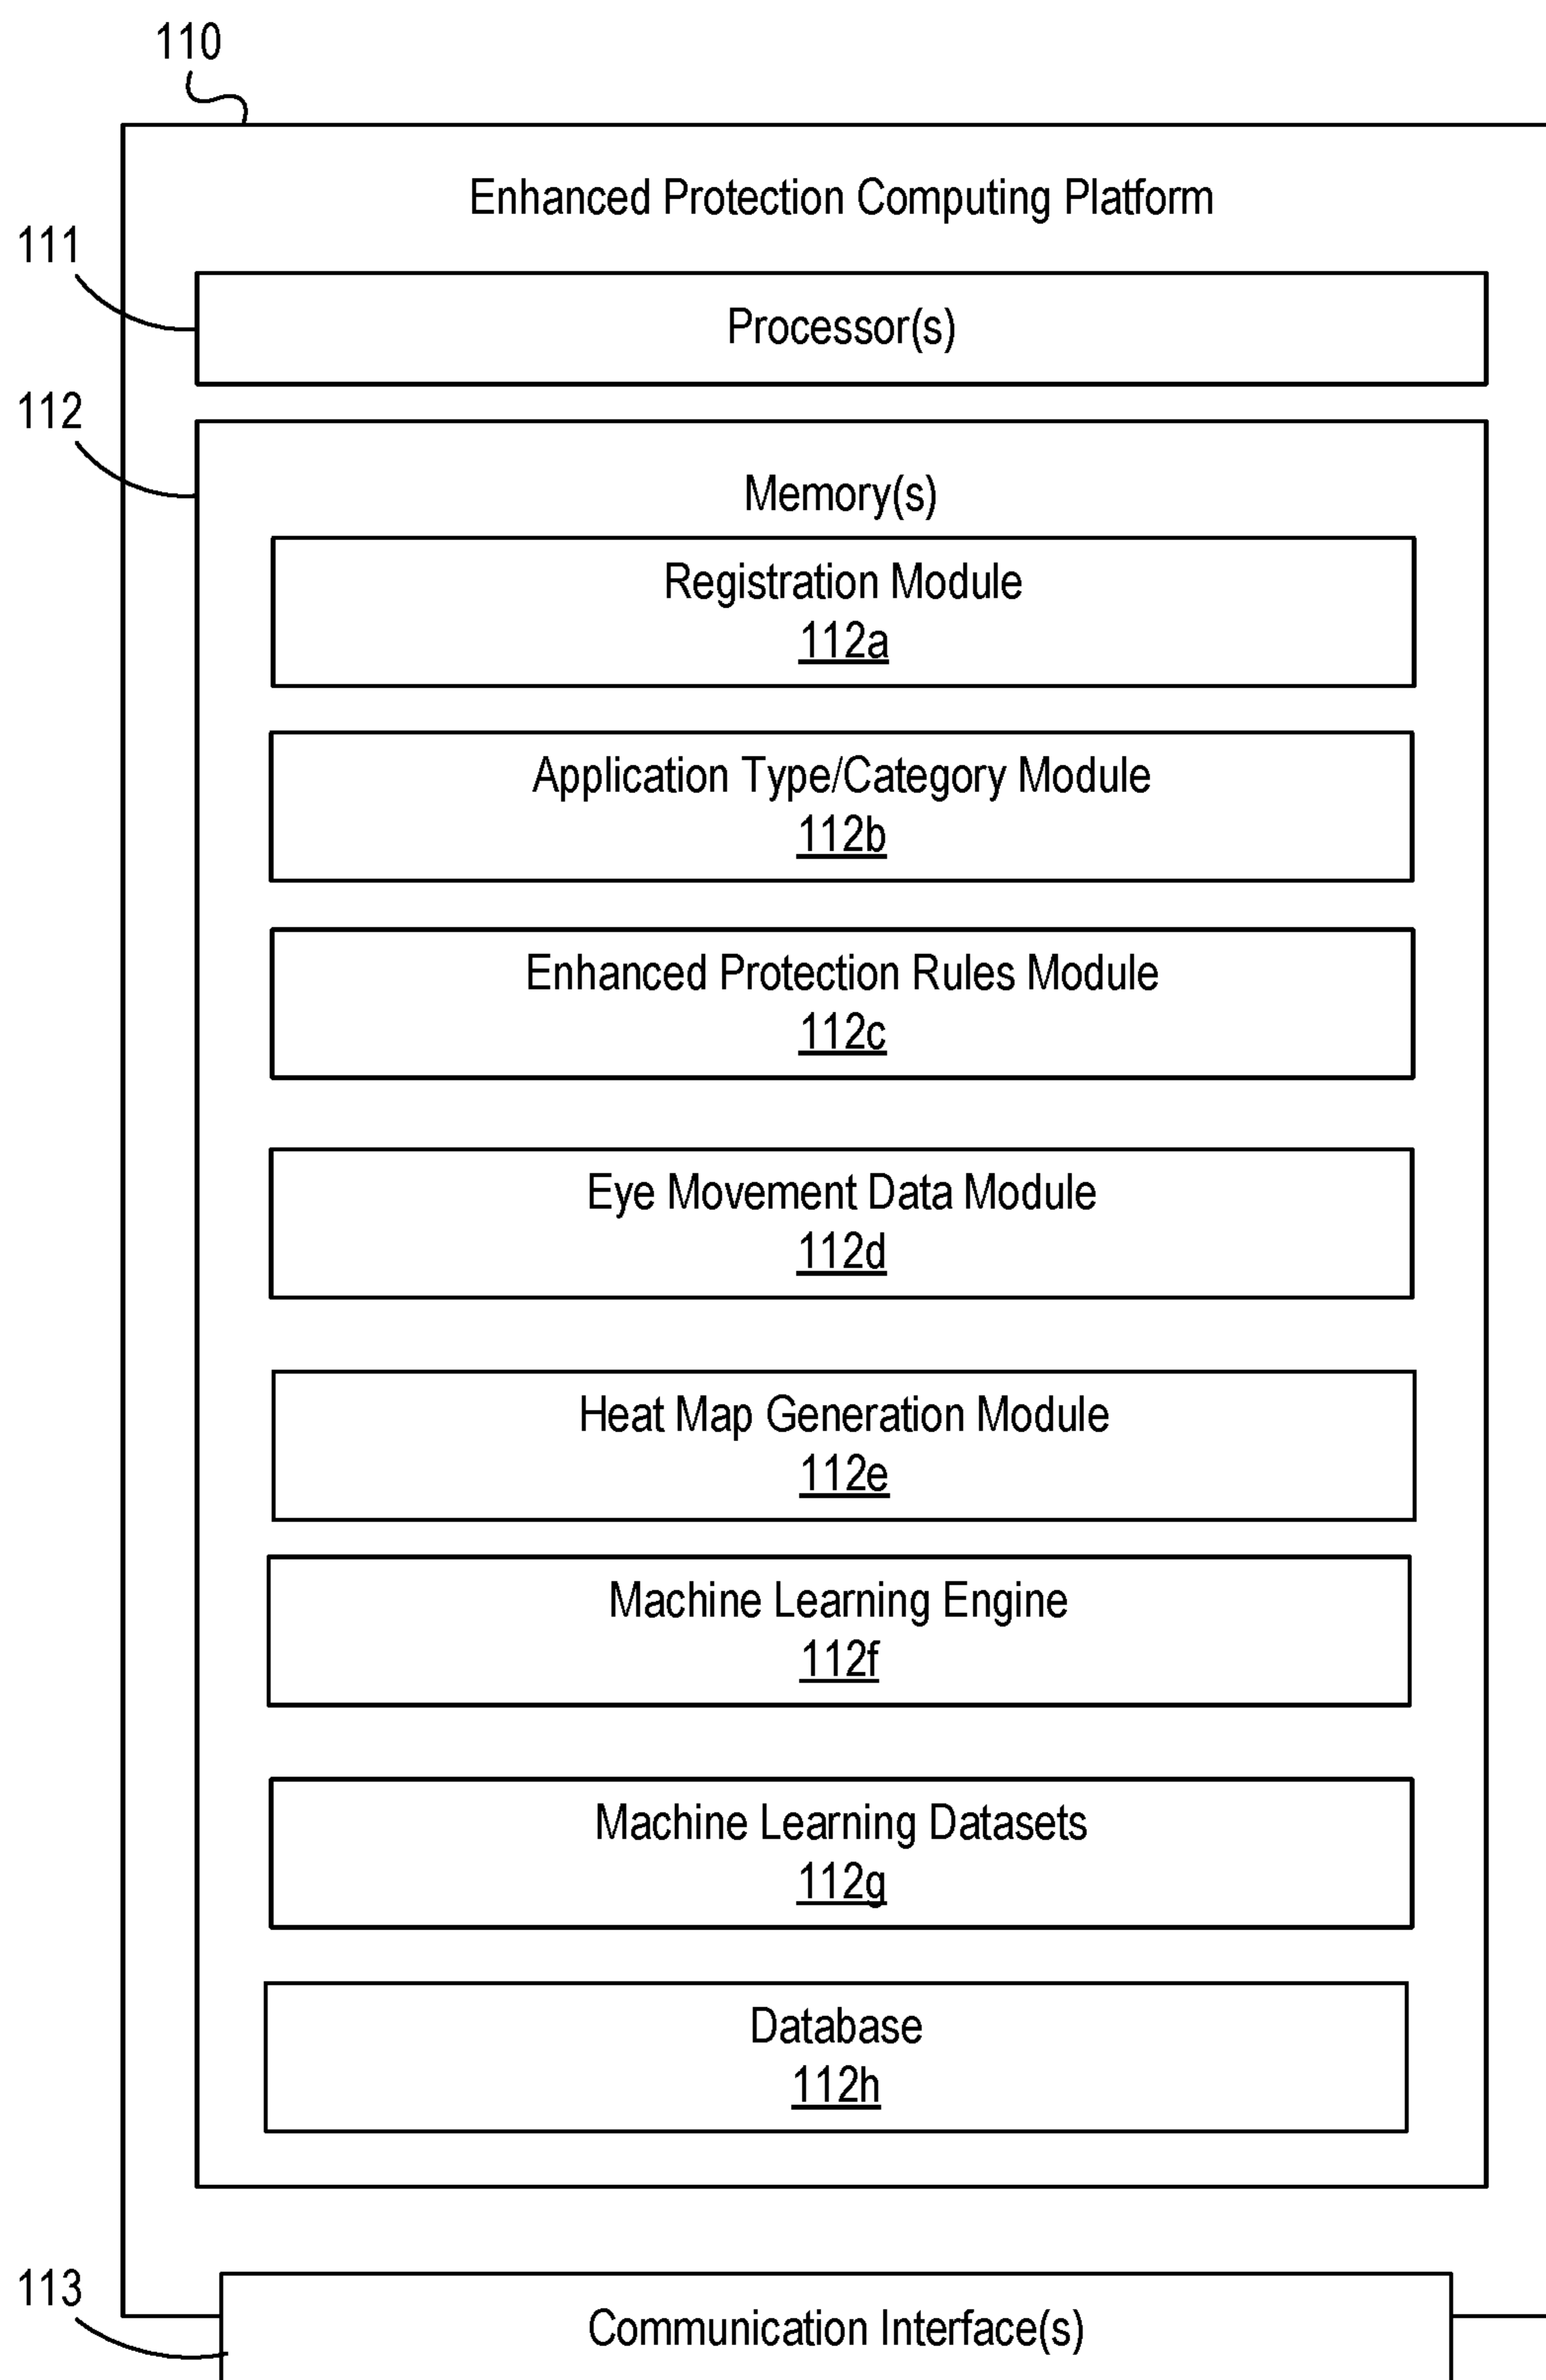 110
Enhanced Protection Computing Platform
111
Processor(s)
112
Memory(s)
Registration Module
112a
Application Type/Category Module
112b
Enhanced Protection Rules Module
112c
Eye Movement Data Module
112d
Heat Map Generation Module
112e
Machine Learning Engine
112f
Machine Learning Datasets
112g
Database
112h
113
Communication Interface(s)